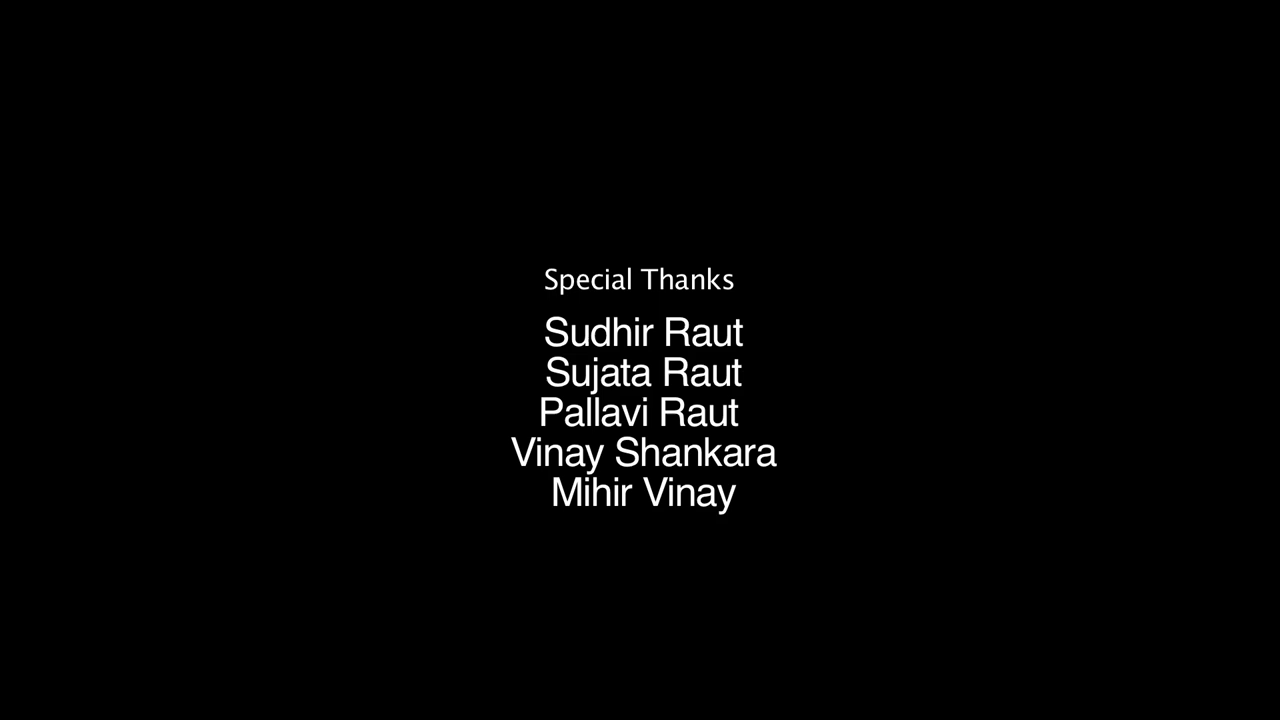 Special Thanks
Sudhir Raut
Sujata Raut
Pallavi Raut
Vinay Shankara
Mihir Vinay